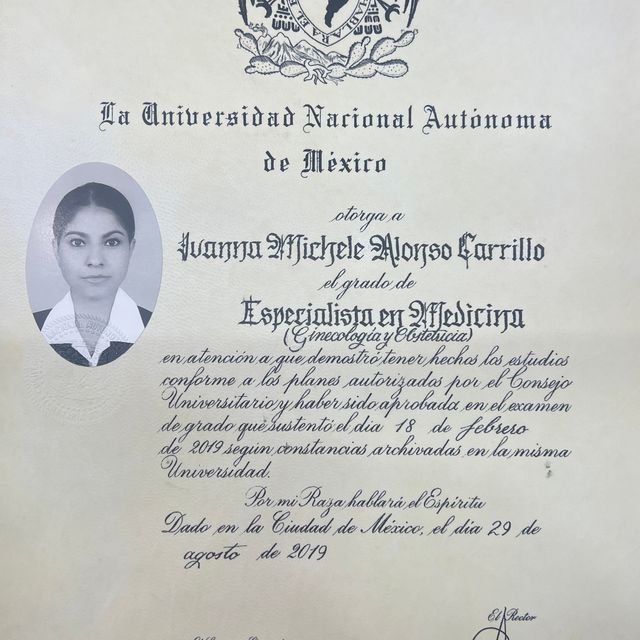 HABLARA EL
La Universidad Nacional Autónoma
de México
otorga a
Ivanna Michele Alonso Carrillo
el grado de
Especialista en Medicina
(Ginecología y Obstetricia)
en atención a que demostró tener hechos los estudios
conforme a los planes autorizados por el Consejo
Universitario y haber sido aprobada en el examen
de grado que sustentó el día 18 de febrero
de 2019 según constancias archivadas en la misma
Universidad.
Por mi Raza hablará el Espíritu
Dado en la Ciudad de México, el día 29 de
agosto de 2019
El Rector